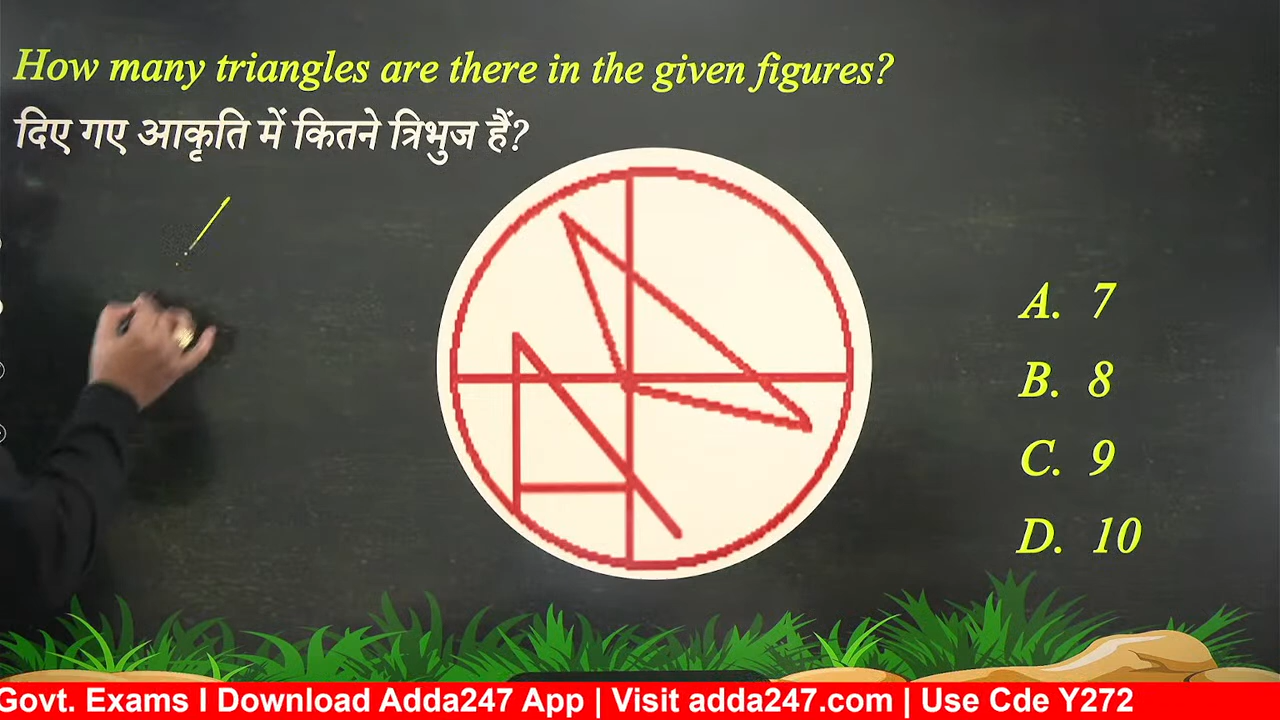 How many triangles are there in the given figures?
दिए गए आकृति में कितने त्रिभुज हैं?
A. 7
B. 8
C. 9
D. 10
Govt. Exams I Download Adda247 App | Visit adda247.com | Use Cde Y272